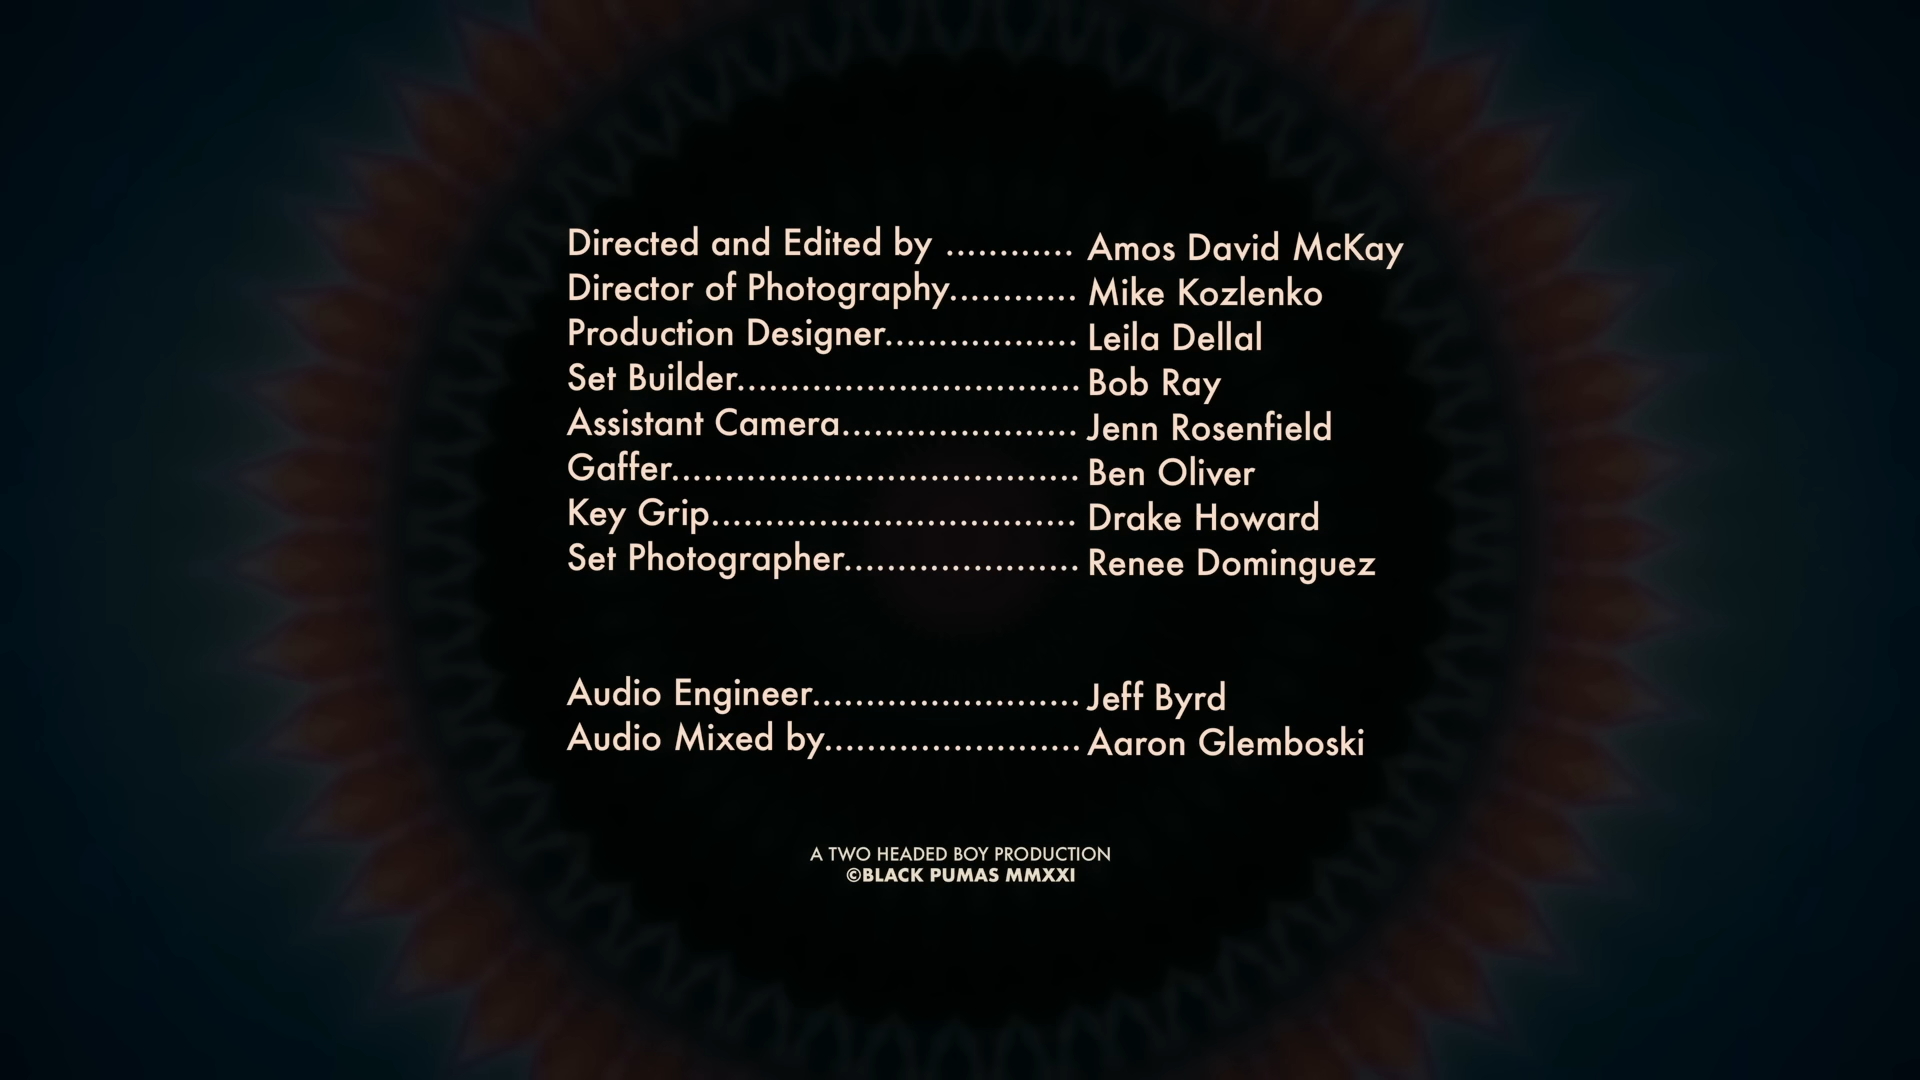 Directed and Edited by ............ Amos David McKay
Director of Photography............ Mike Kozlenko
Production Designer.................. Leila Dellal
Set Builder................................ Bob Ray
Assistant Camera...................... Jenn Rosenfield
Gaffer...................................... Ben Oliver
Key Grip.................................. Drake Howard
Set Photographer...................... Renee Dominguez
Audio Engineer......................... Jeff Byrd
Audio Mixed by........................ Aaron Glemboski
A TWO HEADED BOY PRODUCTION
©BLACK PUMAS MMXXI